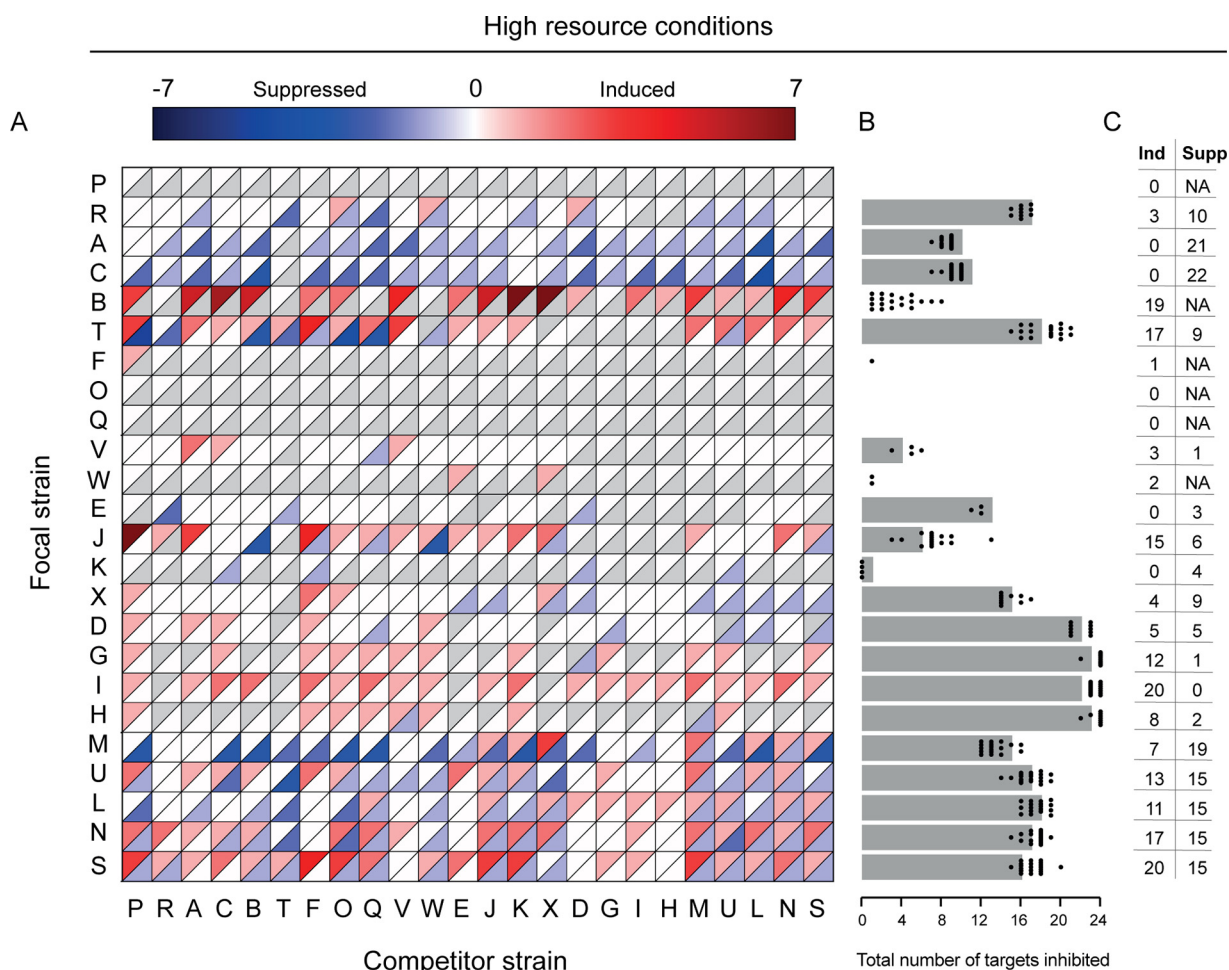 High resource conditions
-7 Suppressed 0 Induced 7
A B C
Ind Supp
P 0 NA
R 3 10
A 0 21
C 0 22
B 19 NA
T 17 9
F 1 NA
O 0 NA
Q 0 NA
V 3 1
W 2 NA
E 0 3
J 15 6
K 0 4
X 4 9
D 5 5
G 12 1
I 20 0
H 8 2
M 7 19
U 13 15
L 11 15
N 17 15
S 20 15
Focal strain
P R A C B T F O Q V W E J K X D G I H M U L N S
0 4 8 12 16 20 24
Competitor strain
Total number of targets inhibited